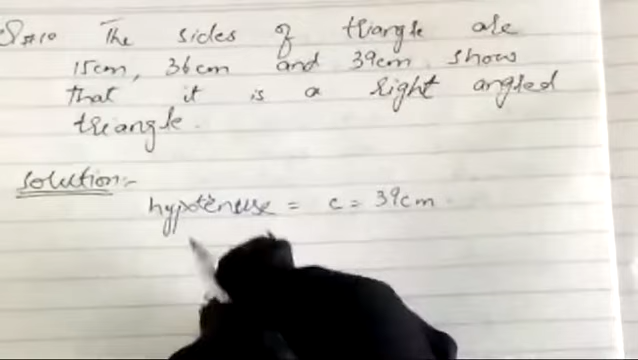 Q#10 The sides of triangle are
15cm, 36cm and 39cm. show
that it is a right angled
triangle.
Solution:-
hypotenuse = c = 39cm.